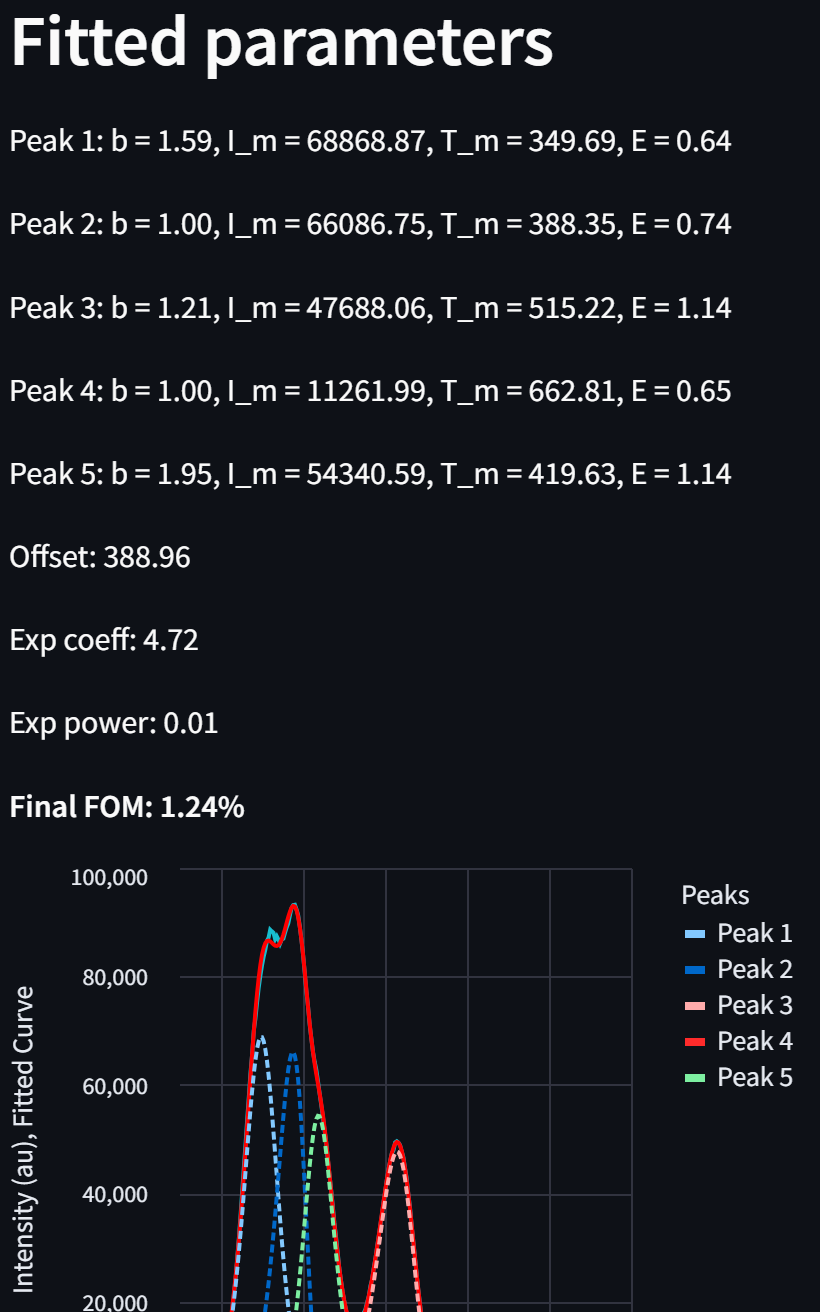 Fitted parameters
Peak 1: b = 1.59, I_m = 68868.87, T_m = 349.69, E = 0.64
Peak 2: b = 1.00, I_m = 66086.75, T_m = 388.35, E = 0.74
Peak 3: b = 1.21, I_m = 47688.06, T_m = 515.22, E = 1.14
Peak 4: b = 1.00, I_m = 11261.99, T_m = 662.81, E = 0.65
Peak 5: b = 1.95, I_m = 54340.59, T_m = 419.63, E = 1.14
Offset: 388.96
Exp coeff: 4.72
Exp power: 0.01
Final FOM: 1.24%
100,000
80,000
60,000
40,000
20,000
Intensity (au), Fitted Curve
Peaks
Peak 1
Peak 2
Peak 3
Peak 4
Peak 5